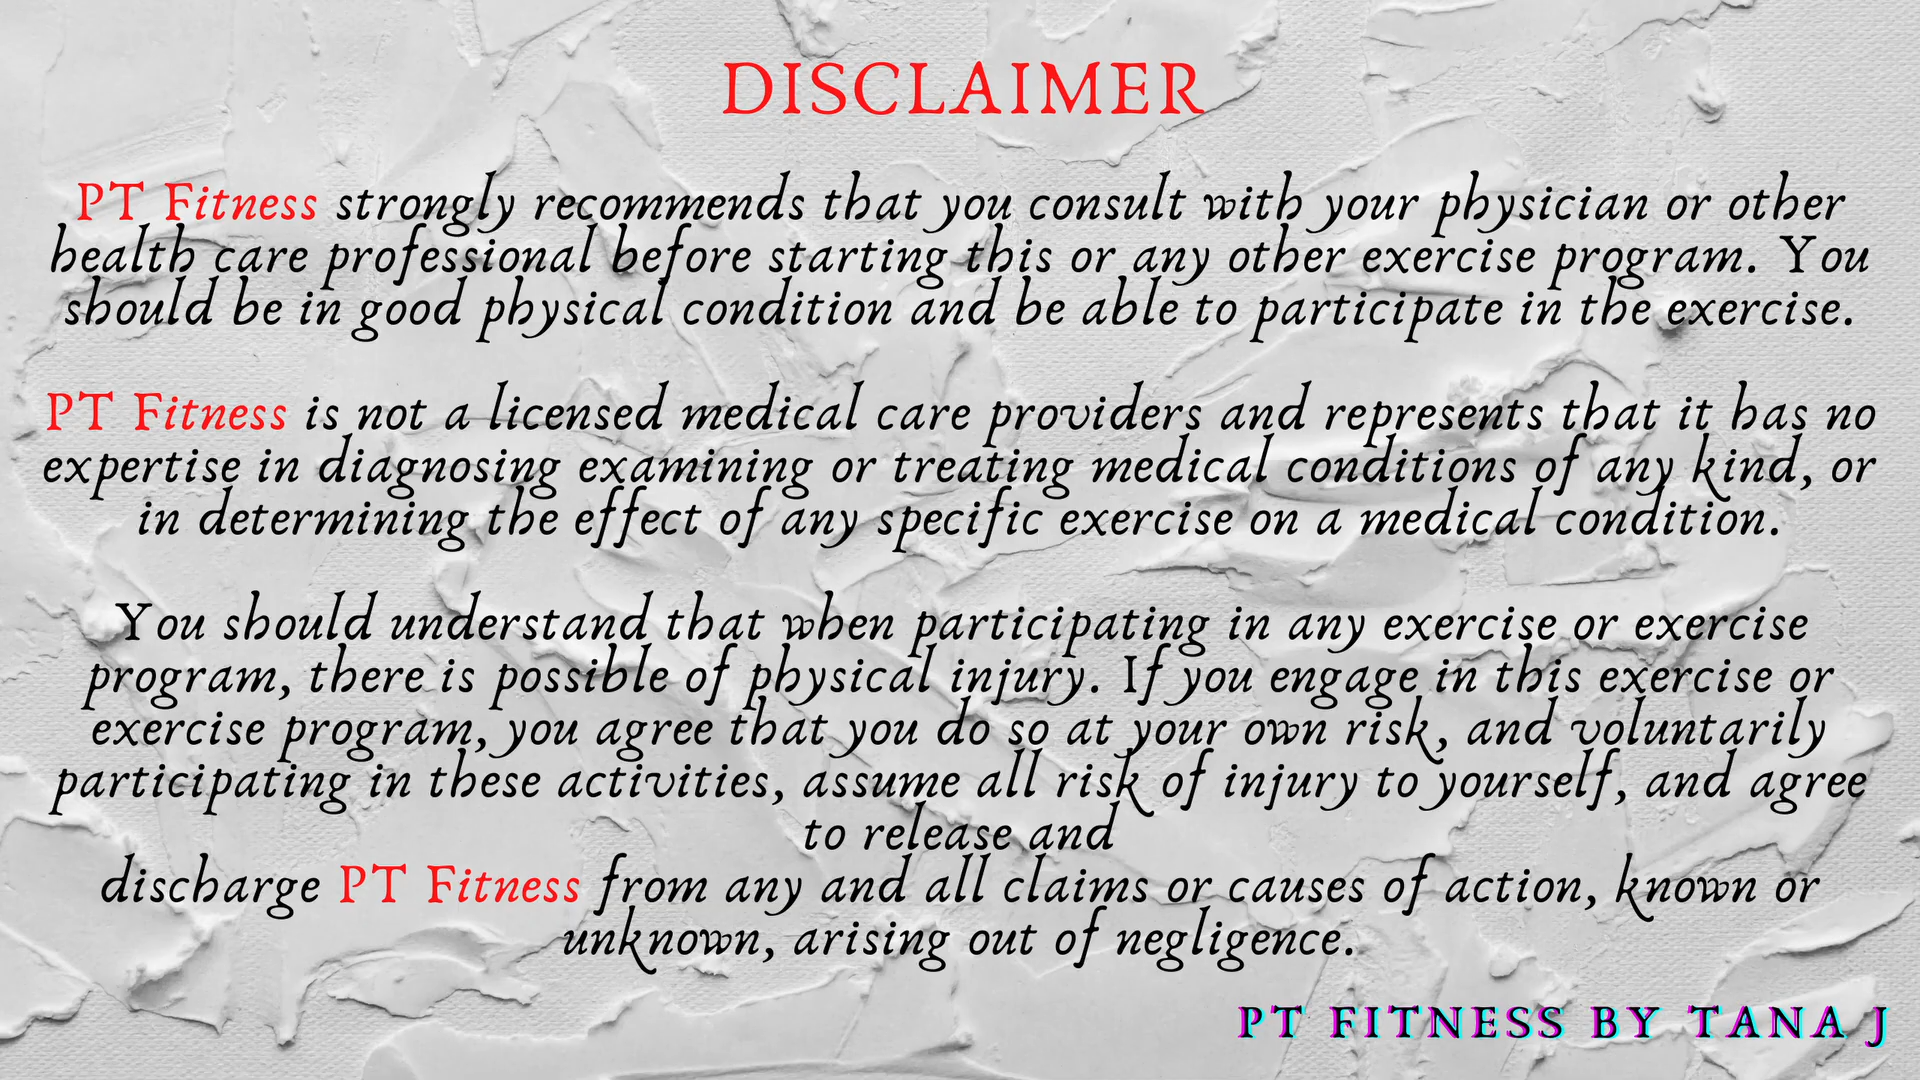 DISCLAIMER
PT Fitness strongly recommends that you consult with your physician or other
health care professional before starting this or any other exercise program. You
should be in good physical condition and be able to participate in the exercise.
PT Fitness is not a licensed medical care providers and represents that it has no
expertise in diagnosing examining or treating medical conditions of any kind, or
in determining the effect of any specific exercise on a medical condition.
You should understand that when participating in any exercise or exercise
program, there is possible of physical injury. If you engage in this exercise or
exercise program, you agree that you do so at your own risk, and voluntarily
participating in these activities, assume all risk of injury to yourself, and agree
to release and
discharge PT Fitness from any and all claims or causes of action, known or
unknown, arising out of negligence.
PT FITNESS BY TANA J